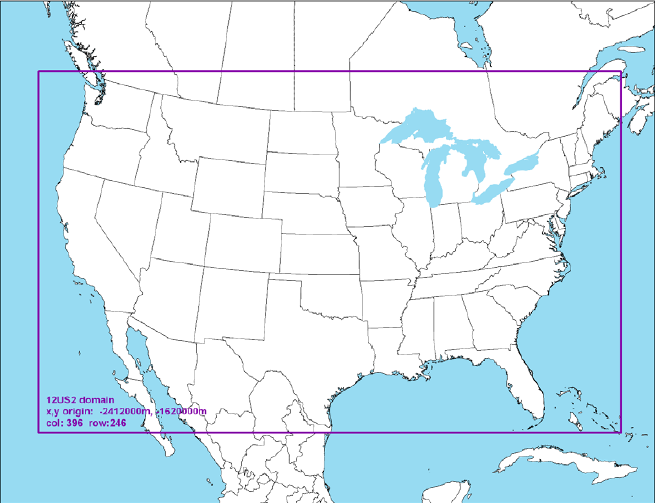 12US2 domain
x,y origin: -2412000m, -1620000m
col: 396 row:246